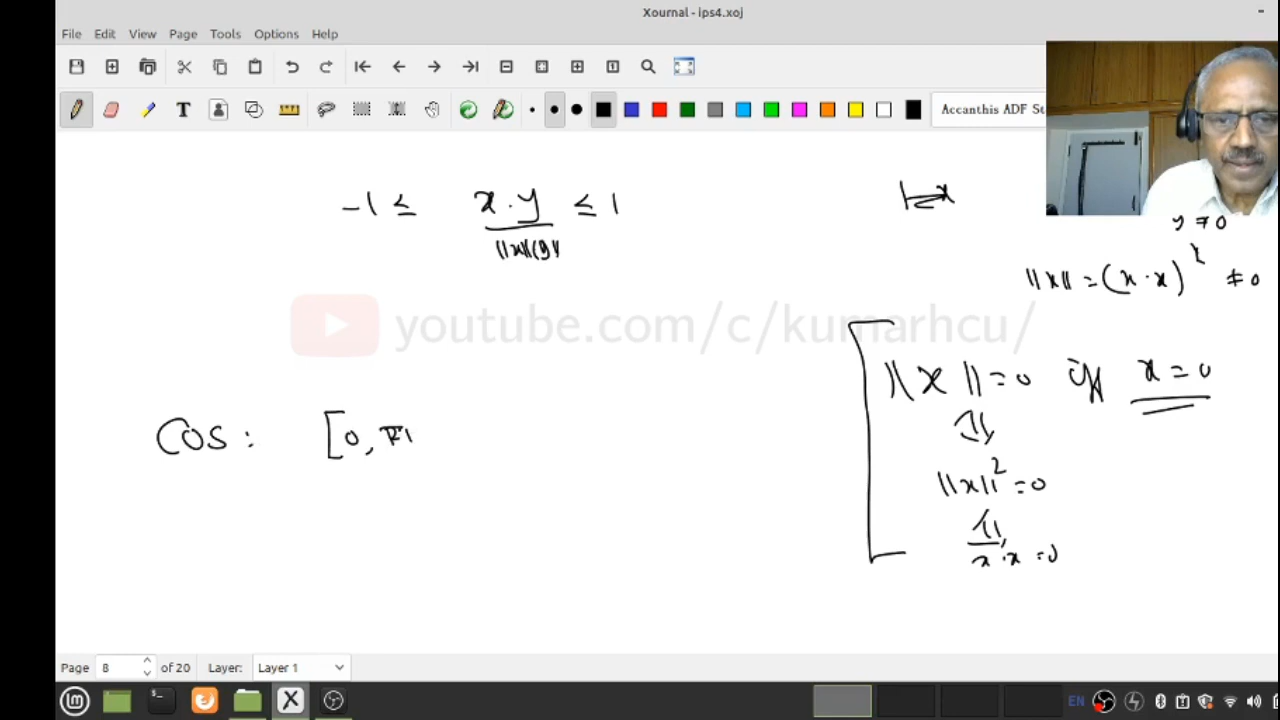 Xournal - ips4.xoj
File Edit View Page Tools Options Help
Accanthis ADF St
-1 ≤ x·y ≤ 1
||x||||y||
y ≠ 0
||x|| = (x·x)^½ ≠ 0
youtube.com/c/kumarhcu/
||x|| = 0 iff x = 0
||x||² = 0
x·x = 0
COS: [0, π
Page 8 of 20 Layer: Layer 1
EN